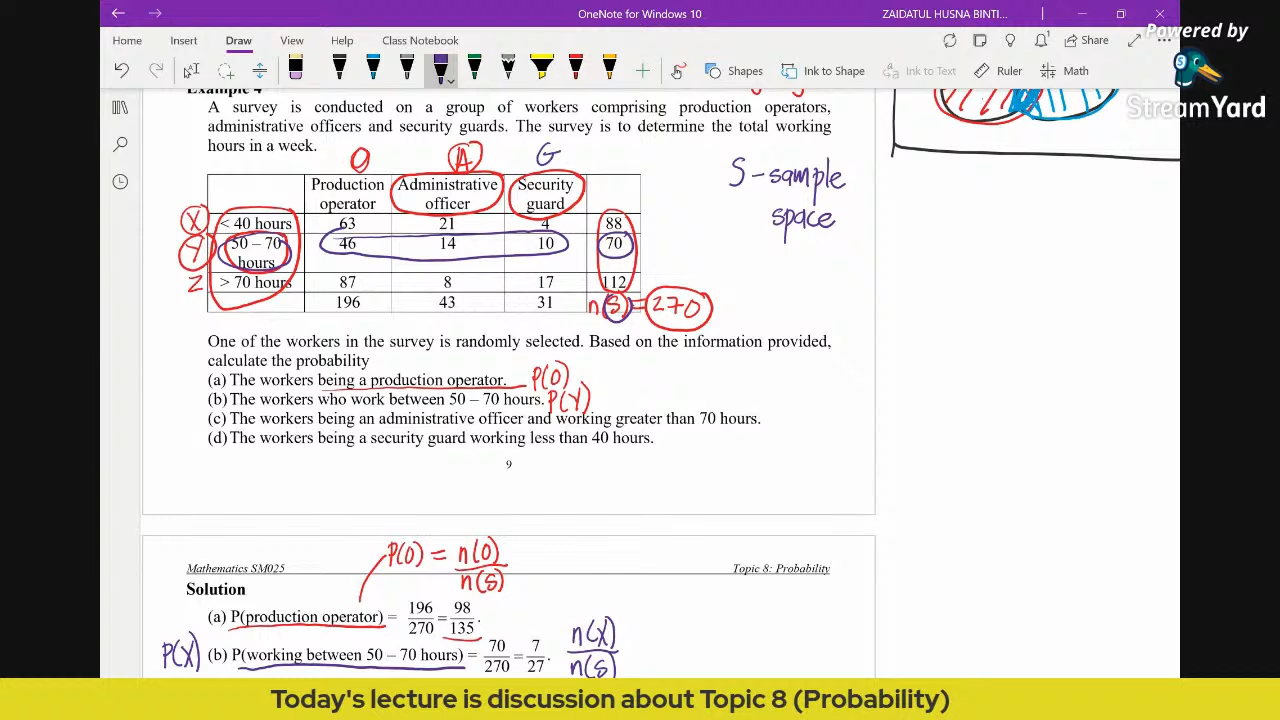 OneNote for Windows 10
ZAIDATUL HUSNA BINTI...
Powered by
StreamYard
Home Insert Draw View Help Class Notebook
Share
Shapes Ink to Shape Ink to Text Ruler Math
Example 4
A survey is conducted on a group of workers comprising production operators,
administrative officers and security guards. The survey is to determine the total working
hours in a week.
O A G
Production operator Administrative officer Security guard
X < 40 hours 63 21 4 88
Y 50 – 70 hours 46 14 10 70
Z > 70 hours 87 8 17 112
196 43 31 n(S) = 270
S - sample
space
One of the workers in the survey is randomly selected. Based on the information provided,
calculate the probability
(a) The workers being a production operator. P(O)
(b) The workers who work between 50 – 70 hours. P(Y)
(c) The workers being an administrative officer and working greater than 70 hours.
(d) The workers being a security guard working less than 40 hours.
9
P(O) = n(O)/n(S)
Mathematics SM025 Topic 8: Probability
Solution
(a) P(production operator) = 196/270 = 98/135.
P(X) (b) P(working between 50 – 70 hours) = 70/270 = 7/27. n(X)/n(S)
Today's lecture is discussion about Topic 8 (Probability)